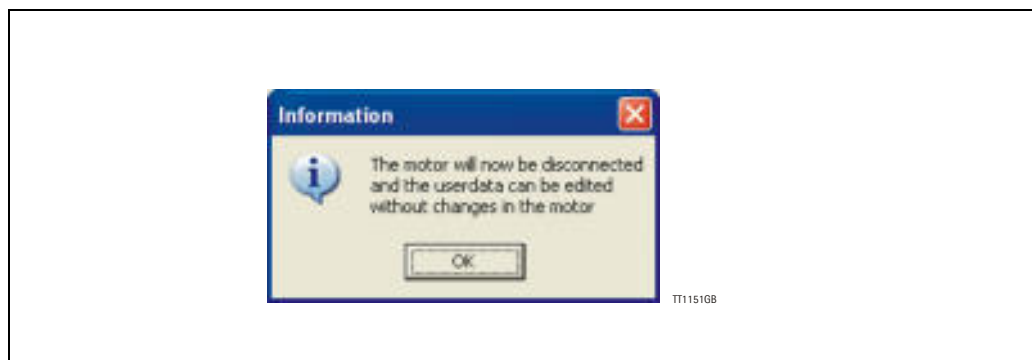 Information
The motor will now be disconnected
and the userdata can be edited
without changes in the motor
OK
TT1151GB